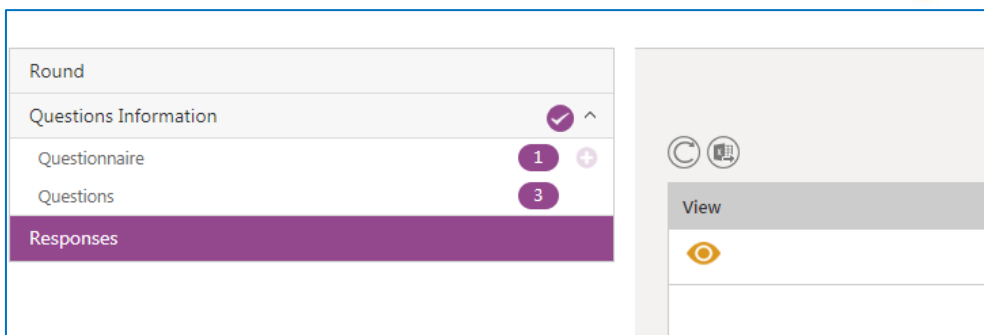 Round
Questions Information
Questionnaire 1
Questions 3
Responses
View